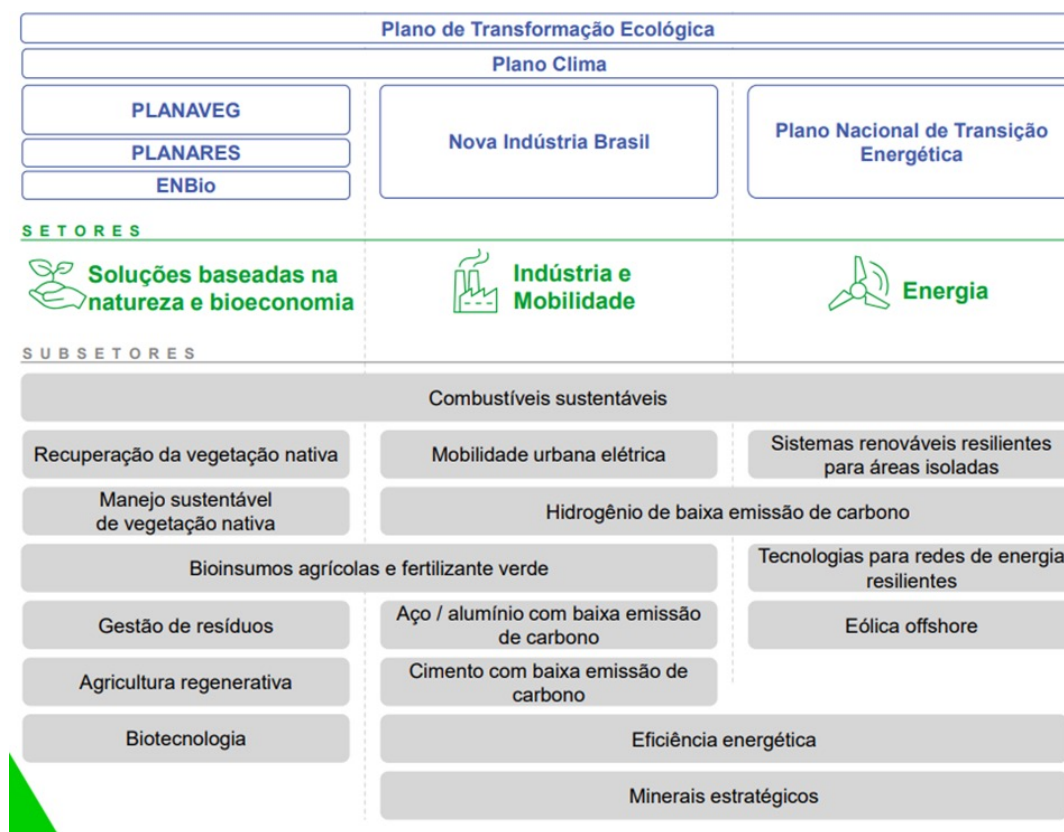 Plano de Transformação Ecológica
Plano Clima
PLANAVEG
PLANARES
ENBio
Nova Indústria Brasil
Plano Nacional de Transição
Energética
SETORES
Soluções baseadas na
natureza e bioeconomia
Indústria e
Mobilidade
Energia
SUBSETORES
Combustíveis sustentáveis
Recuperação da vegetação nativa
Mobilidade urbana elétrica
Sistemas renováveis resilientes
para áreas isoladas
Manejo sustentável
de vegetação nativa
Hidrogênio de baixa emissão de carbono
Bioinsumos agrícolas e fertilizante verde
Tecnologias para redes de energia
resilientes
Gestão de resíduos
Aço / alumínio com baixa emissão
de carbono
Eólica offshore
Agricultura regenerativa
Cimento com baixa emissão de
carbono
Biotecnologia
Eficiência energética
Minerais estratégicos